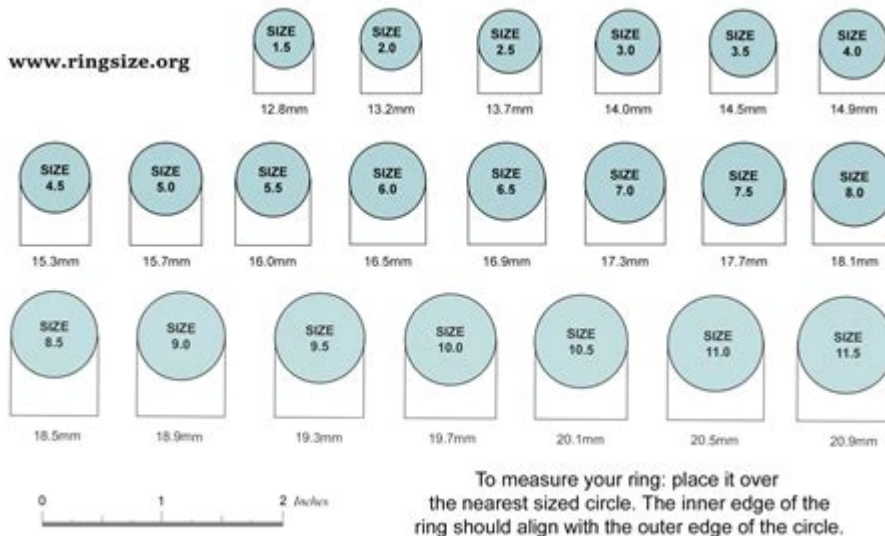 www.ringsize.org
SIZE
1.5
SIZE
2.0
SIZE
2.5
SIZE
3.0
SIZE
3.5
SIZE
4.0
12.8mm
13.2mm
13.7mm
14.0mm
14.5mm
14.9mm
SIZE
4.5
SIZE
5.0
SIZE
5.5
SIZE
6.0
SIZE
6.5
SIZE
7.0
SIZE
7.5
SIZE
8.0
15.3mm
15.7mm
16.0mm
16.5mm
16.9mm
17.3mm
17.7mm
18.1mm
SIZE
8.5
SIZE
9.0
SIZE
9.5
SIZE
10.0
SIZE
10.5
SIZE
11.0
SIZE
11.5
18.5mm
18.9mm
19.3mm
19.7mm
20.1mm
20.5mm
20.9mm
0 1 2 Inches
To measure your ring: place it over
the nearest sized circle. The inner edge of the
ring should align with the outer edge of the circle.